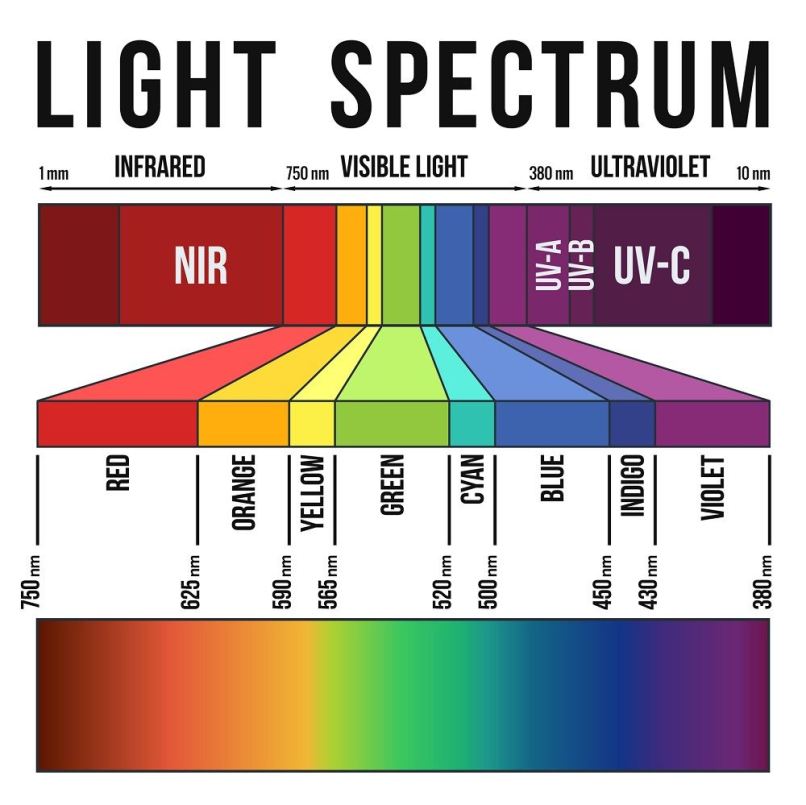 LIGHT SPECTRUM
1 mm INFRARED 750 nm VISIBLE LIGHT 380 nm ULTRAVIOLET 10 nm
NIR UV-A UV-B UV-C
RED ORANGE YELLOW GREEN CYAN BLUE INDIGO VIOLET
750 nm 625 nm 590 nm 565 nm 520 nm 500 nm 450 nm 430 nm 380 nm